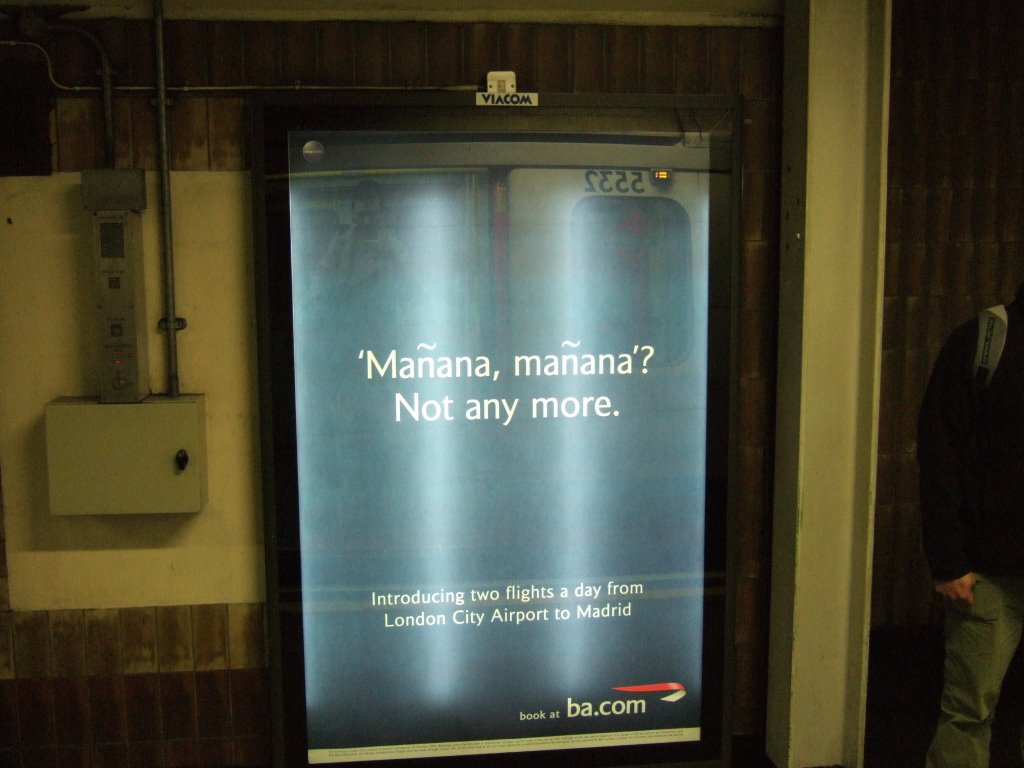 VIACOM
5532
‘Mañana, mañana’?
Not any more.
Introducing two flights a day from
London City Airport to Madrid
book at ba.com